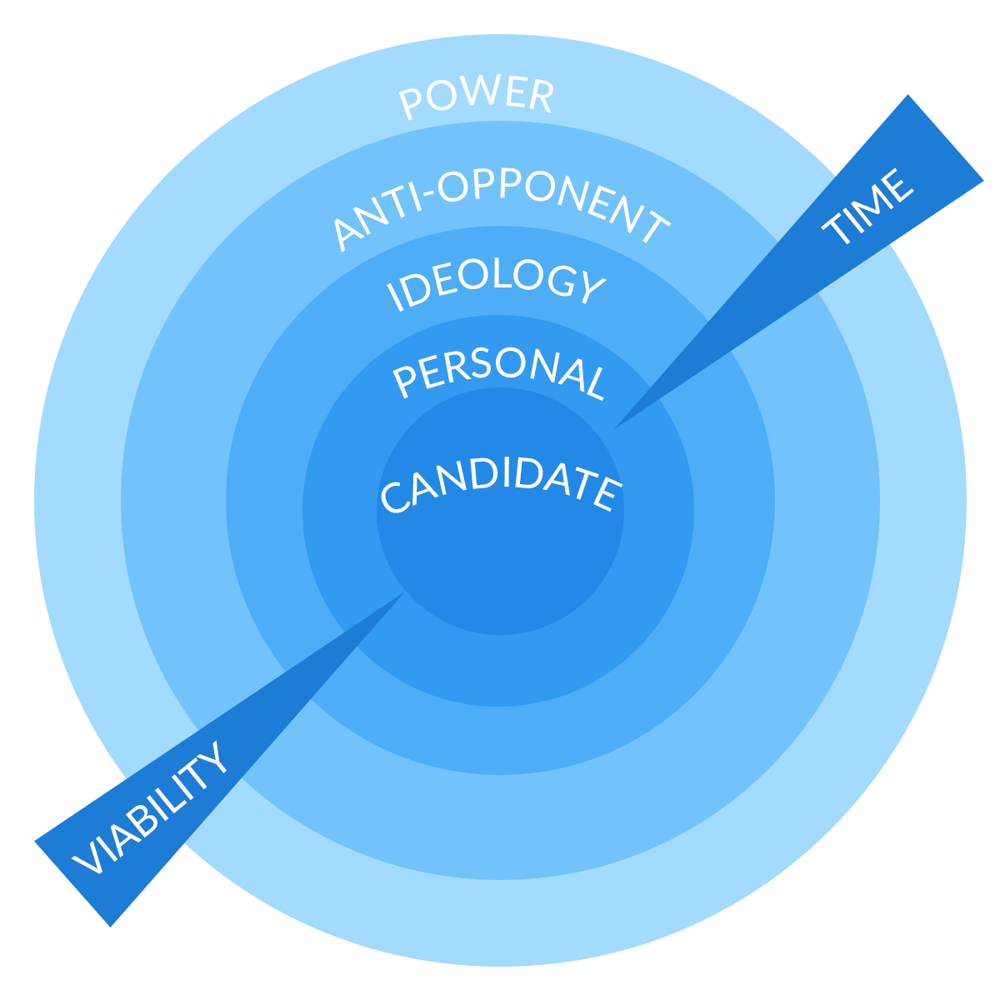 POWER
ANTI-OPPONENT
IDEOLOGY
PERSONAL
CANDIDATE
TIME
VIABILITY